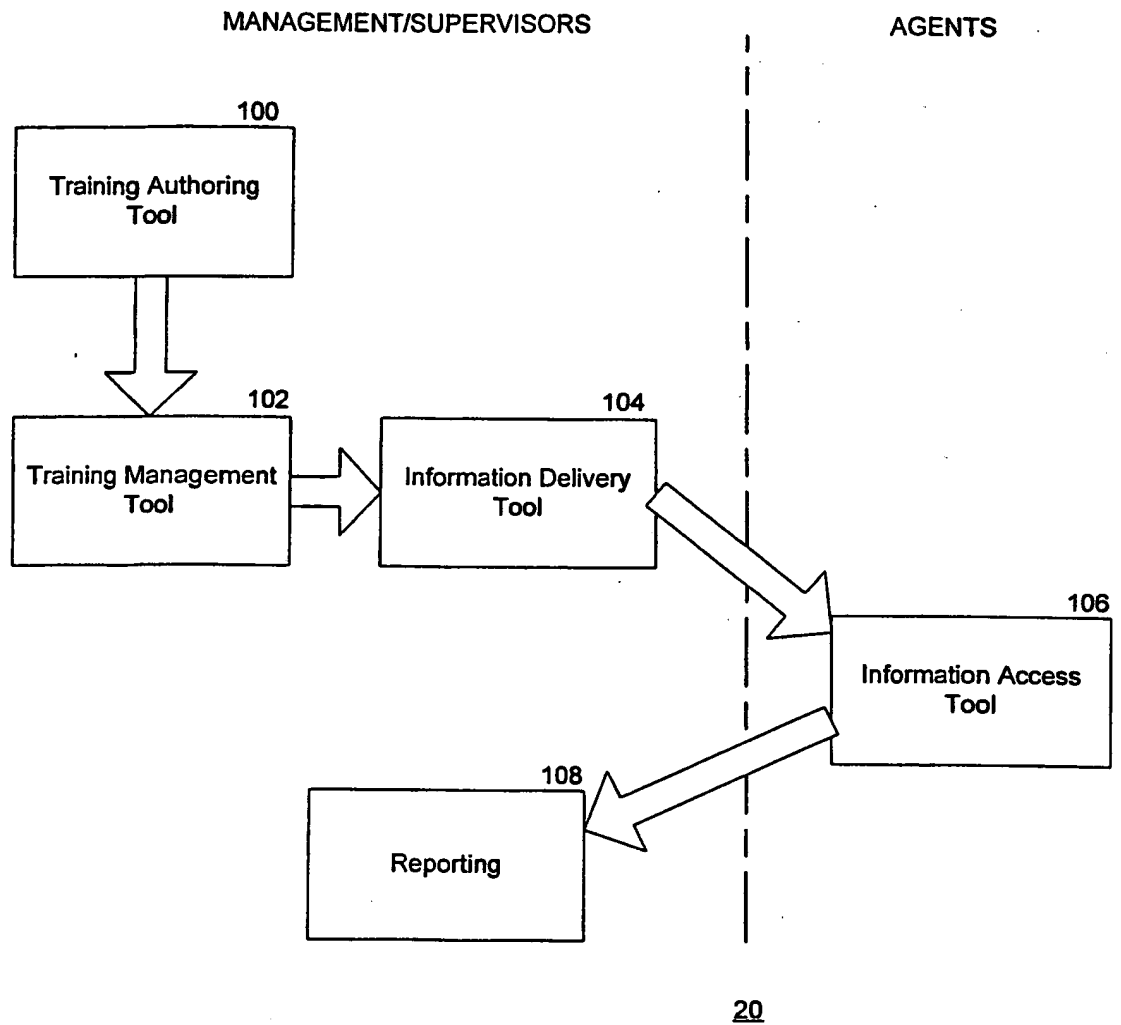 MANAGEMENT/SUPERVISORS
AGENTS
100
Training Authoring
Tool
102
Training Management
Tool
104
Information Delivery
Tool
106
Information Access
Tool
108
Reporting
20